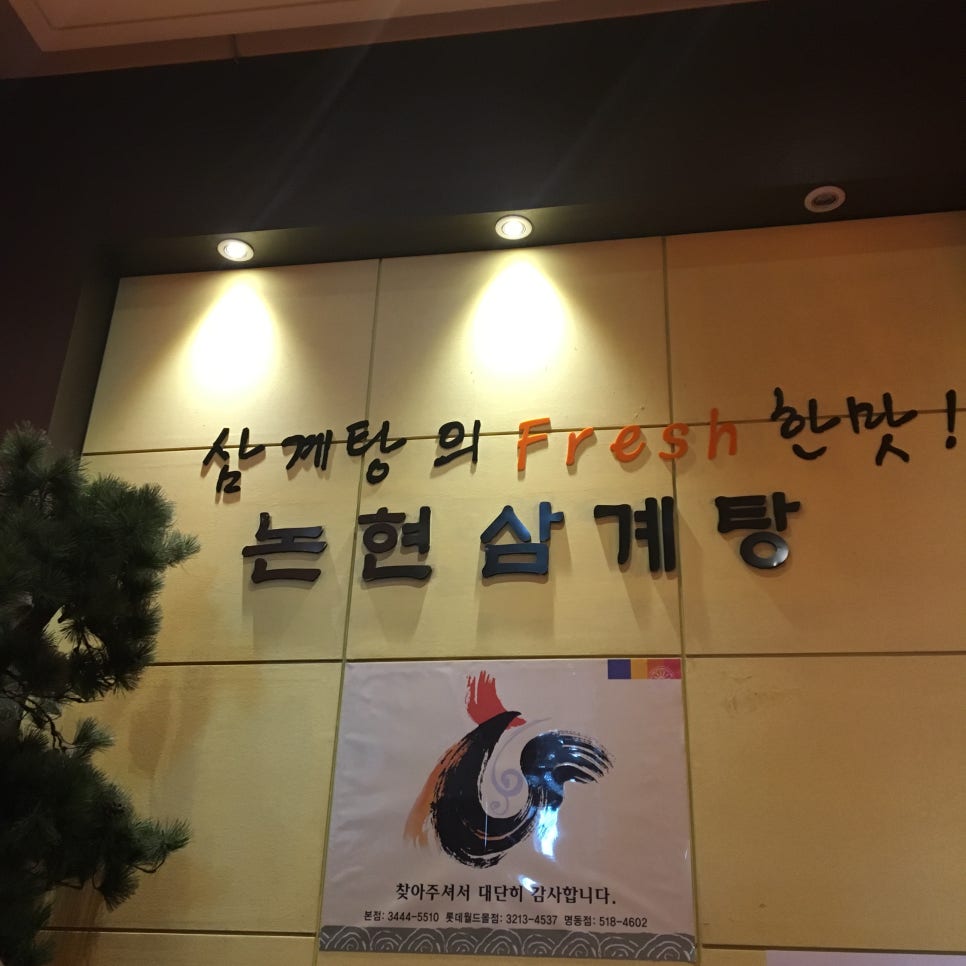 삼계탕의 Fresh 한맛!
논현삼계탕
찾아주셔서 대단히 감사합니다.
본점: 3444-5510 롯데월드몰점: 3213-4537 명동점: 518-4602